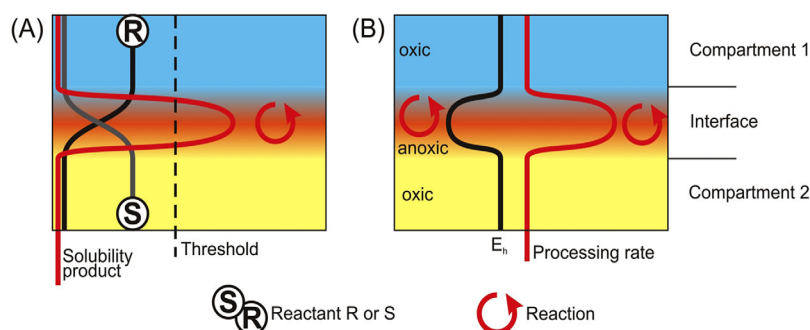 (A)
R
S
Solubility
product
Threshold
(B)
oxic
anoxic
oxic
Eh
Processing rate
Compartment 1
Interface
Compartment 2
S
R
Reactant R or S
Reaction